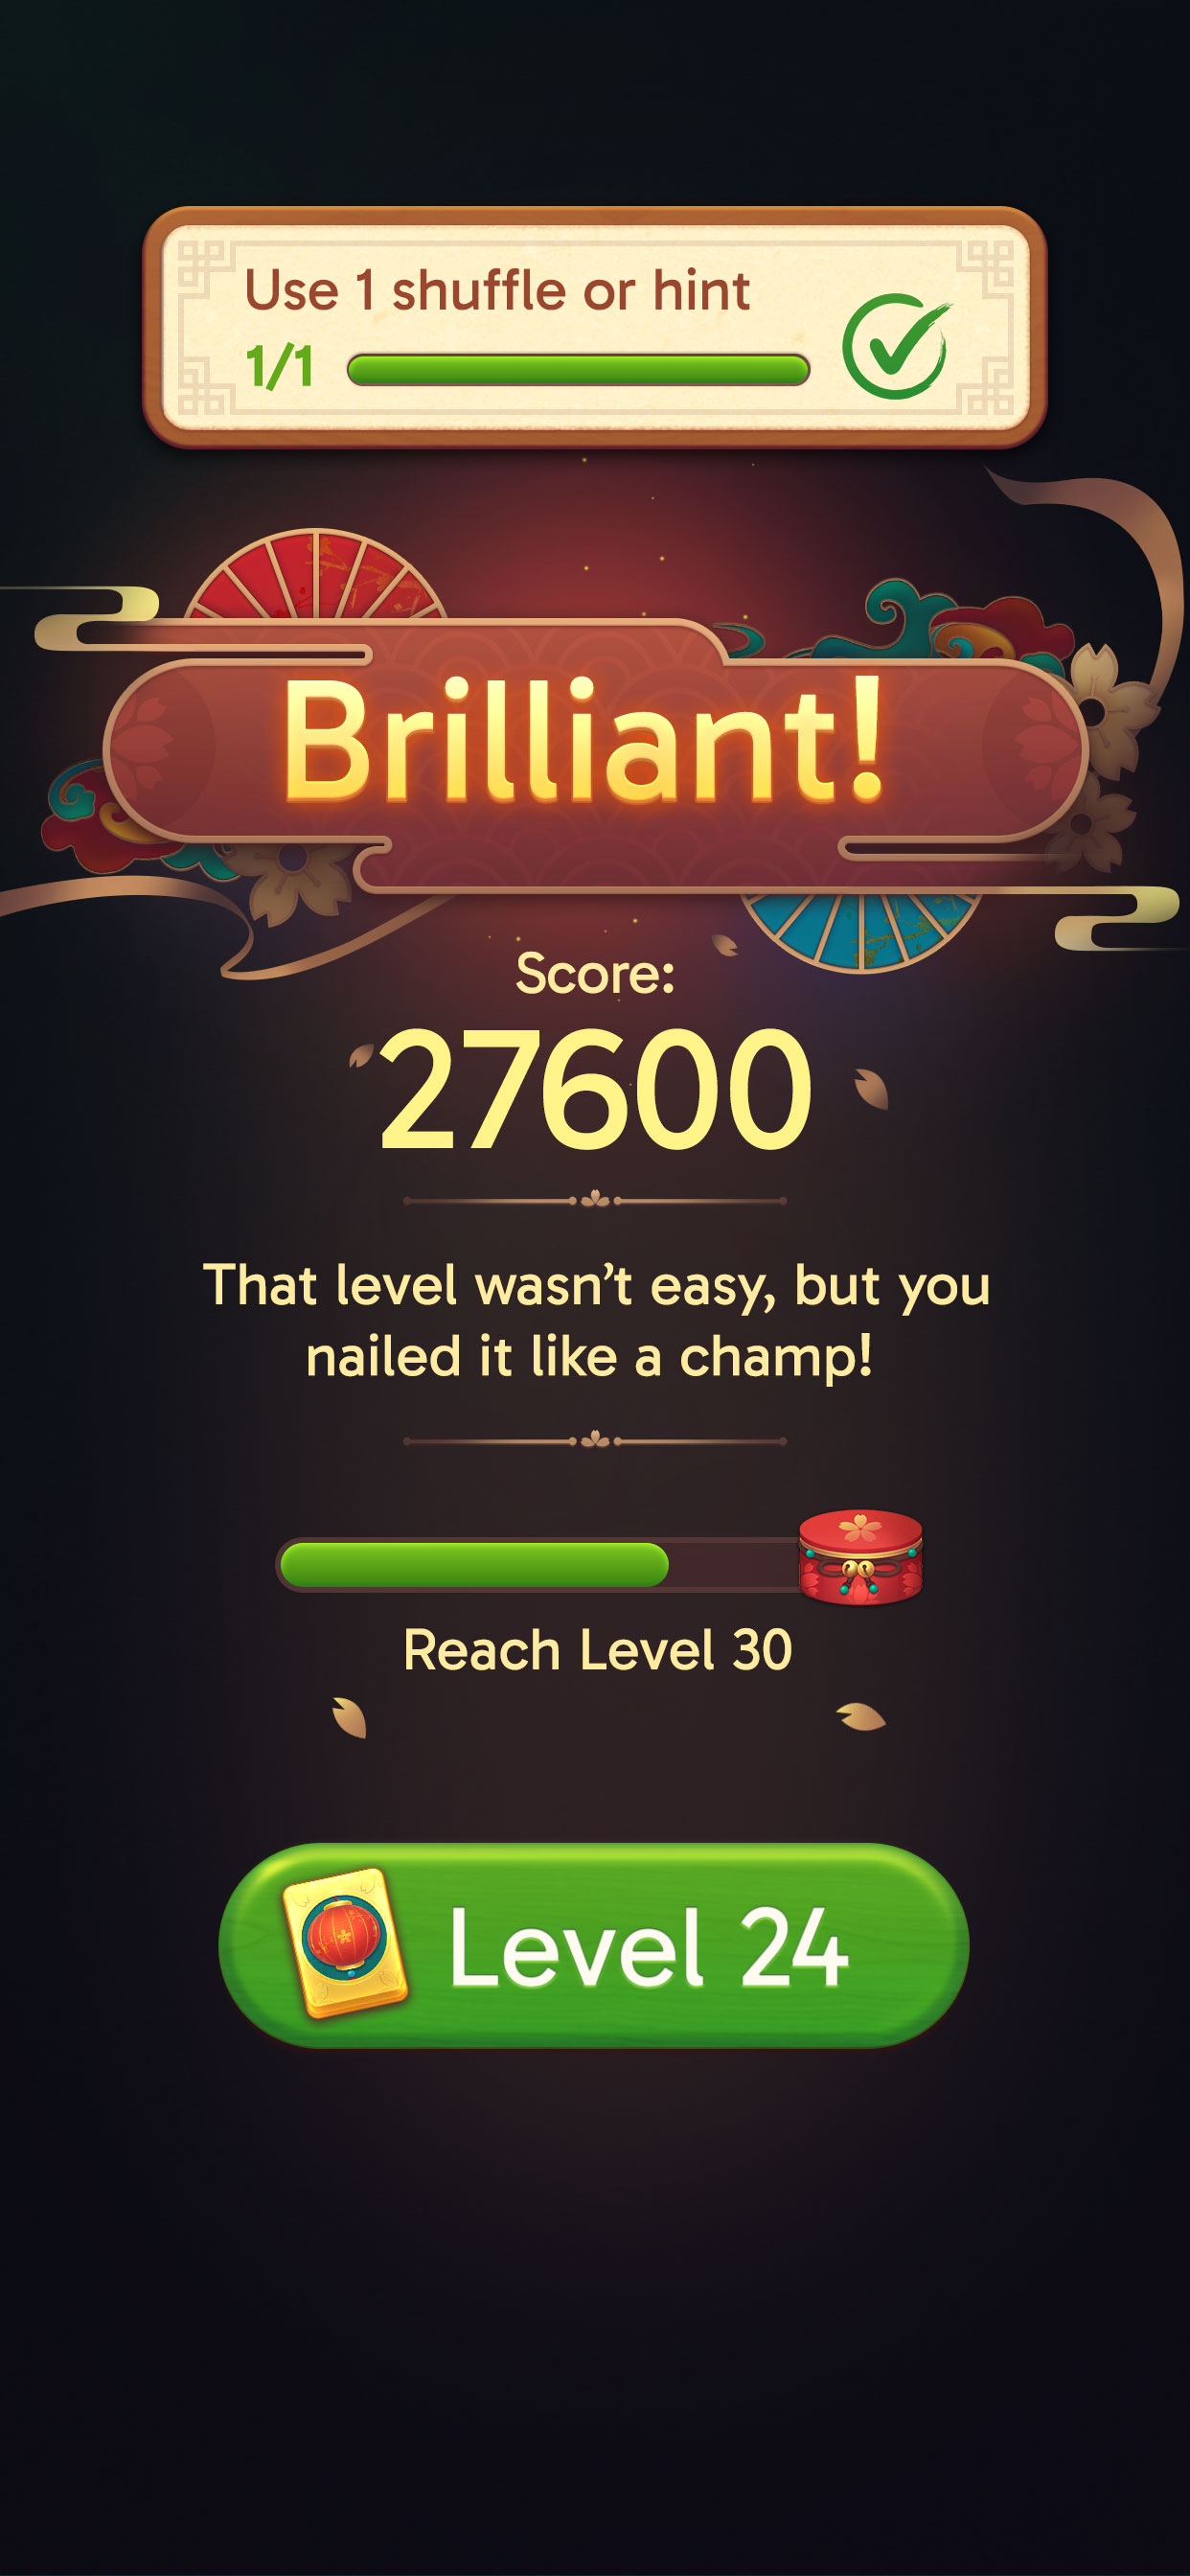 Use 1 shuffle or hint
1/1
Brilliant!
Score:
27600
That level wasn’t easy, but you
nailed it like a champ!
Reach Level 30
Level 24